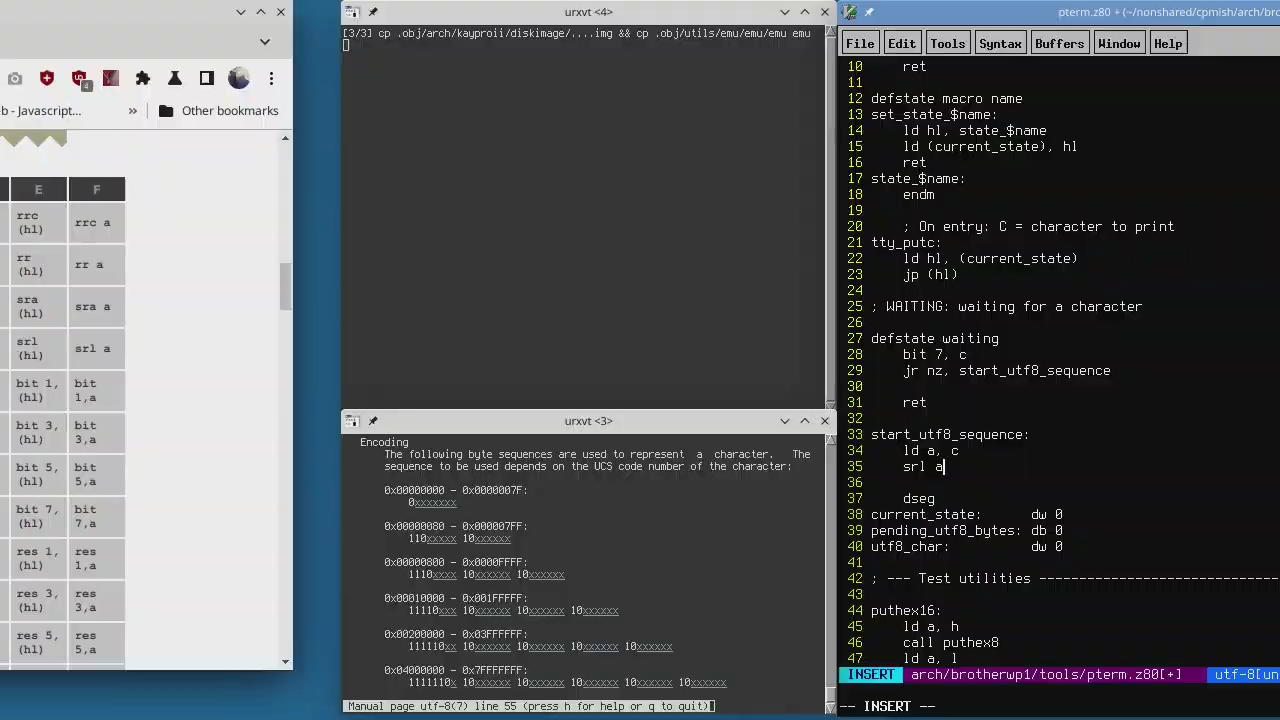 b - Javascript...
»
Other bookmarks
4
E F
rrc (hl) rrc a
rr (hl) rr a
sra (hl) sra a
srl (hl) srl a
bit 1, (hl) bit 1,a
bit 3, (hl) bit 3,a
bit 5, (hl) bit 5,a
bit 7, (hl) bit 7,a
res 1, (hl) res 1,a
res 3, (hl) res 3,a
res 5, (hl) res 5,a
urxvt <4>
[3/3] cp .obj/arch/kayproii/diskimage/....img && cp .obj/utils/emu/emu/emu emu
urxvt <3>
Encoding
The following byte sequences are used to represent a character. The
sequence to be used depends on the UCS code number of the character:
0x00000000 - 0x0000007F:
0xxxxxxx
0x00000080 - 0x000007FF:
110xxxxx 10xxxxxx
0x00000800 - 0x0000FFFF:
1110xxxx 10xxxxxx 10xxxxxx
0x00010000 - 0x001FFFFF:
11110xxx 10xxxxxx 10xxxxxx 10xxxxxx
0x00200000 - 0x03FFFFFF:
111110xx 10xxxxxx 10xxxxxx 10xxxxxx 10xxxxxx
0x04000000 - 0x7FFFFFFF:
1111110x 10xxxxxx 10xxxxxx 10xxxxxx 10xxxxxx 10xxxxxx
Manual page utf-8(7) line 55 (press h for help or q to quit)
pterm.z80 + (~/nonshared/cpmish/arch/bro
File Edit Tools Syntax Buffers Window Help
10 ret
11
12 defstate macro name
13 set_state_$name:
14 ld hl, state_$name
15 ld (current_state), hl
16 ret
17 state_$name:
18 endm
19
20 ; On entry: C = character to print
21 tty_putc:
22 ld hl, (current_state)
23 jp (hl)
24
25 ; WAITING: waiting for a character
26
27 defstate waiting
28 bit 7, c
29 jr nz, start_utf8_sequence
30
31 ret
32
33 start_utf8_sequence:
34 ld a, c
35 srl a
36
37 dseg
38 current_state: dw 0
39 pending_utf8_bytes: db 0
40 utf8_char: dw 0
41
42 ; --- Test utilities ------------------------------
43
44 puthex16:
45 ld a, h
46 call puthex8
47 ld a, l
INSERT arch/brotherwp1/tools/pterm.z80[+] utf-8[un
-- INSERT --